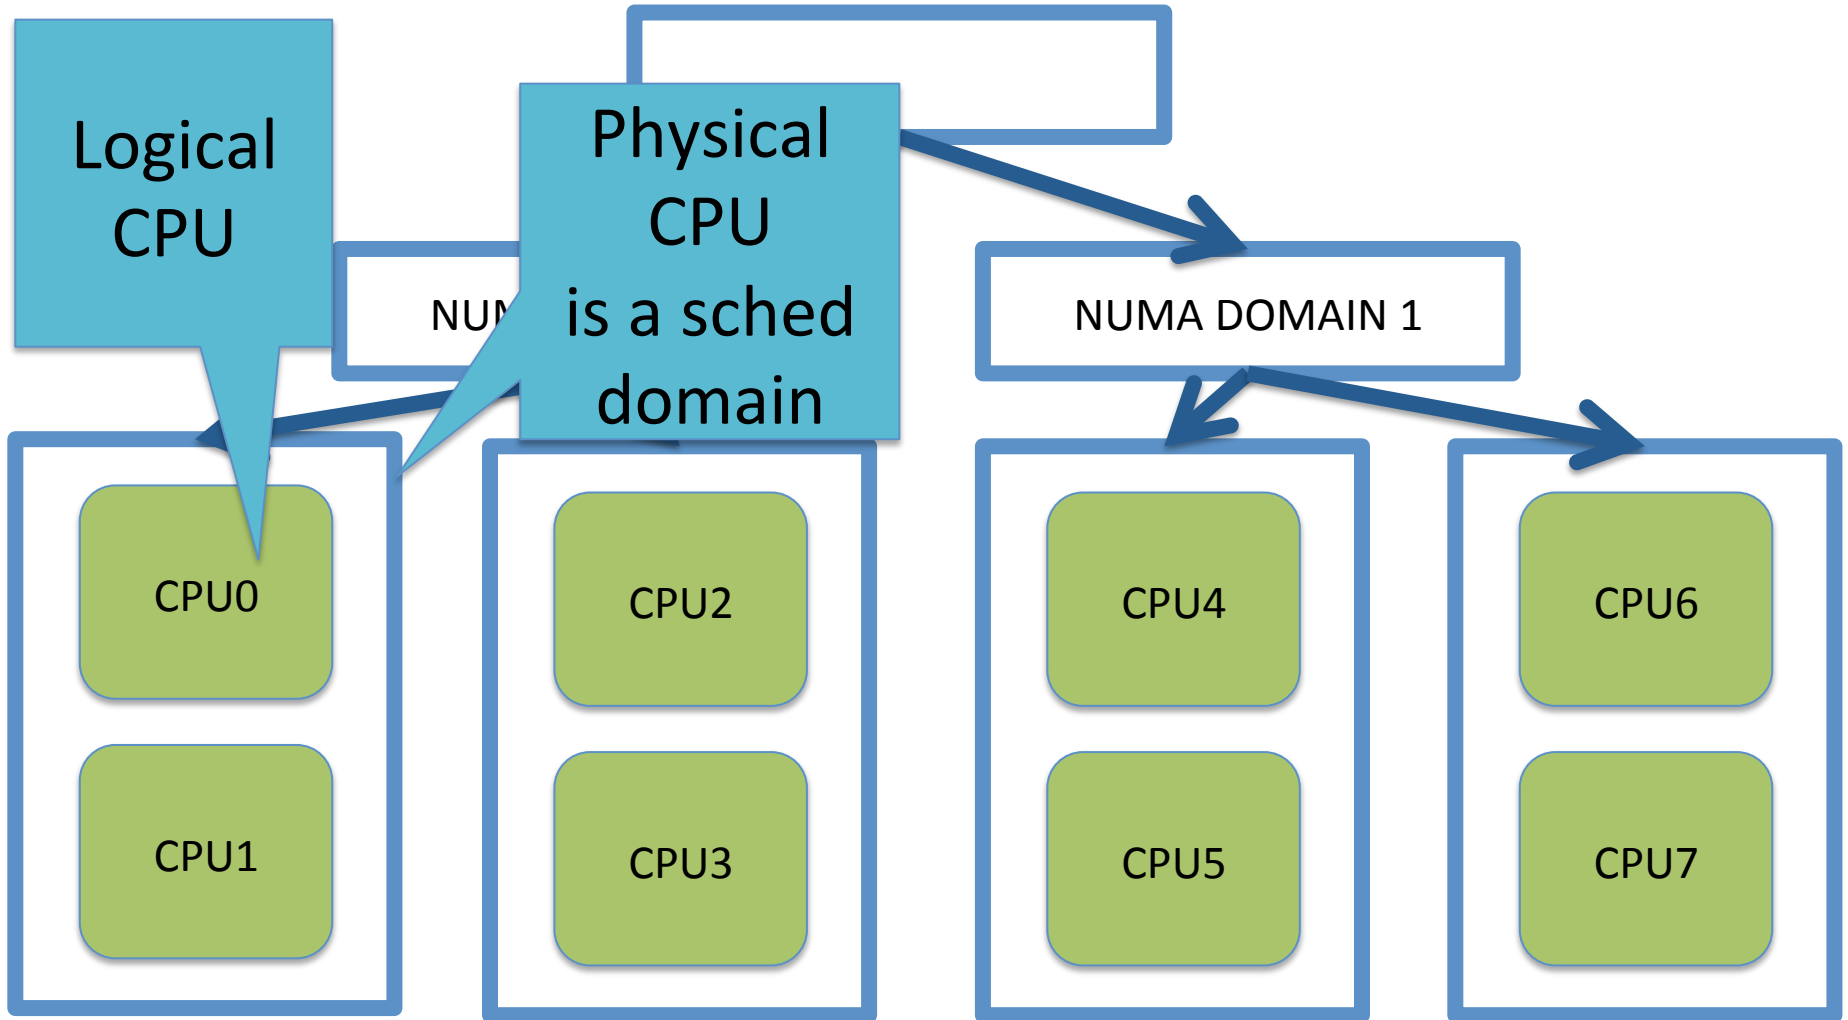 Logical
CPU
Physical
CPU
is a sched
domain
NUMA DOMAIN 1
CPU0
CPU2
CPU4
CPU6
CPU1
CPU3
CPU5
CPU7